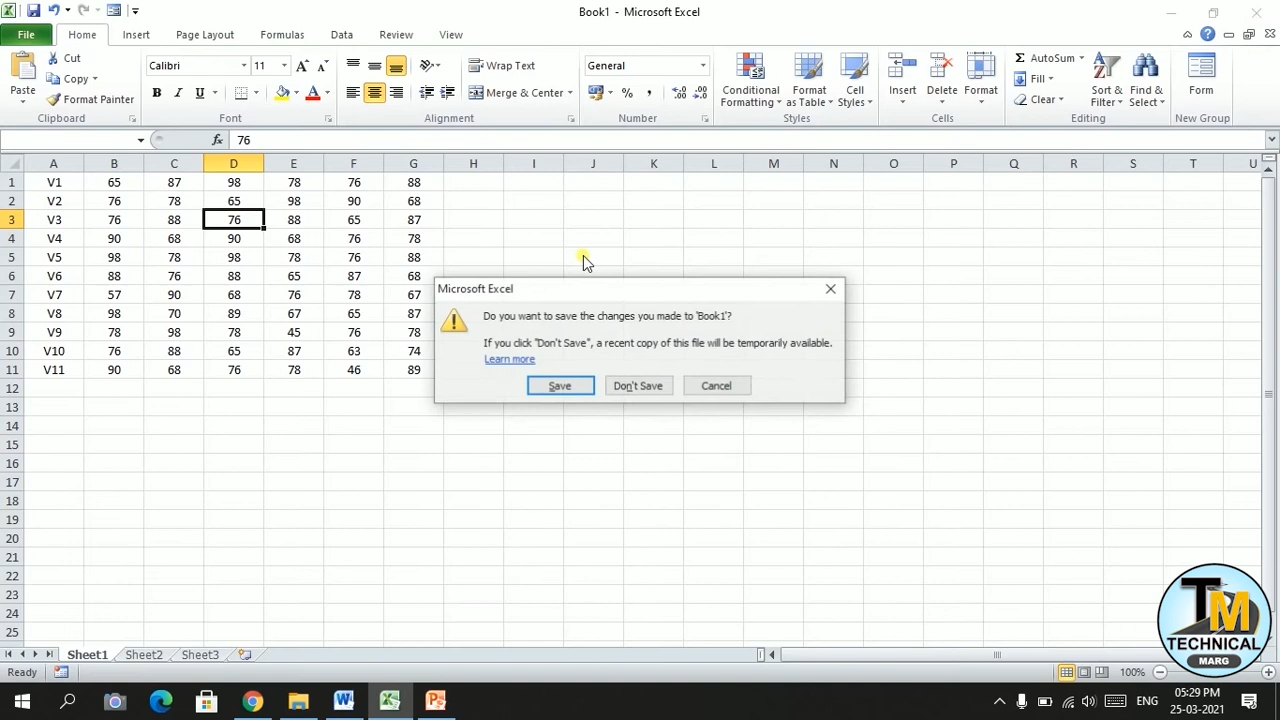 Book1 - Microsoft Excel
File Home Insert Page Layout Formulas Data Review View
Paste
Cut
Copy
Format Painter
Clipboard
Calibri 11
B I U
Font
Wrap Text
Merge & Center
Alignment
General
%
Number
Conditional Formatting
Format as Table
Cell Styles
Styles
Insert
Delete
Format
Cells
AutoSum
Fill
Clear
Sort & Filter
Find & Select
Editing
Form
New Group
fx 76
A B C D E F G H I J K L M N O P Q R S T U
1 V1 65 87 98 78 76 88
2 V2 76 78 65 98 90 68
3 V3 76 88 76 88 65 87
4 V4 90 68 90 68 76 78
5 V5 98 78 98 78 76 88
6 V6 88 76 88 65 87 68
7 V7 57 90 68 76 78 67
8 V8 98 70 89 67 65 87
9 V9 78 98 78 45 76 78
10 V10 76 88 65 87 63 74
11 V11 90 68 76 78 46 89
12
13
14
15
16
17
18
19
20
21
22
23
24
25
Microsoft Excel
Do you want to save the changes you made to 'Book1'?
If you click "Don't Save", a recent copy of this file will be temporarily available.
Learn more
Save Don't Save Cancel
Sheet1 Sheet2 Sheet3
Ready
100%
TM
TECHNICAL
MARG
ENG
05:29 PM
25-03-2021